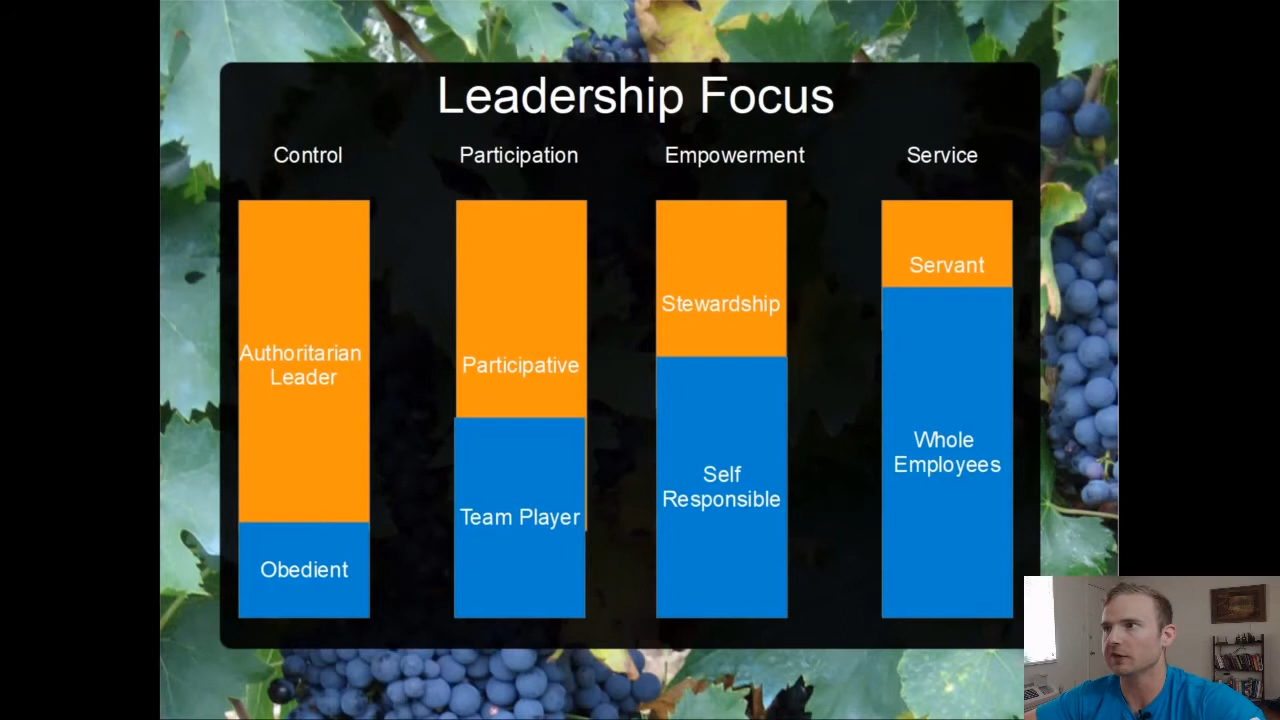 Leadership Focus
Control
Participation
Empowerment
Service
Authoritarian
Leader
Obedient
Participative
Team Player
Stewardship
Self
Responsible
Servant
Whole
Employees